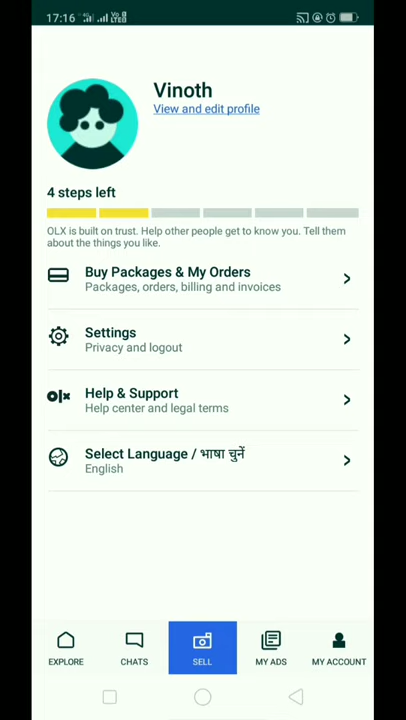 17:16
Vinoth
View and edit profile
4 steps left
OLX is built on trust. Help other people get to know you. Tell them
about the things you like.
Buy Packages & My Orders
Packages, orders, billing and invoices
Settings
Privacy and logout
olx
Help & Support
Help center and legal terms
Select Language / भाषा चुनें
English
EXPLORE
CHATS
SELL
MY ADS
MY ACCOUNT